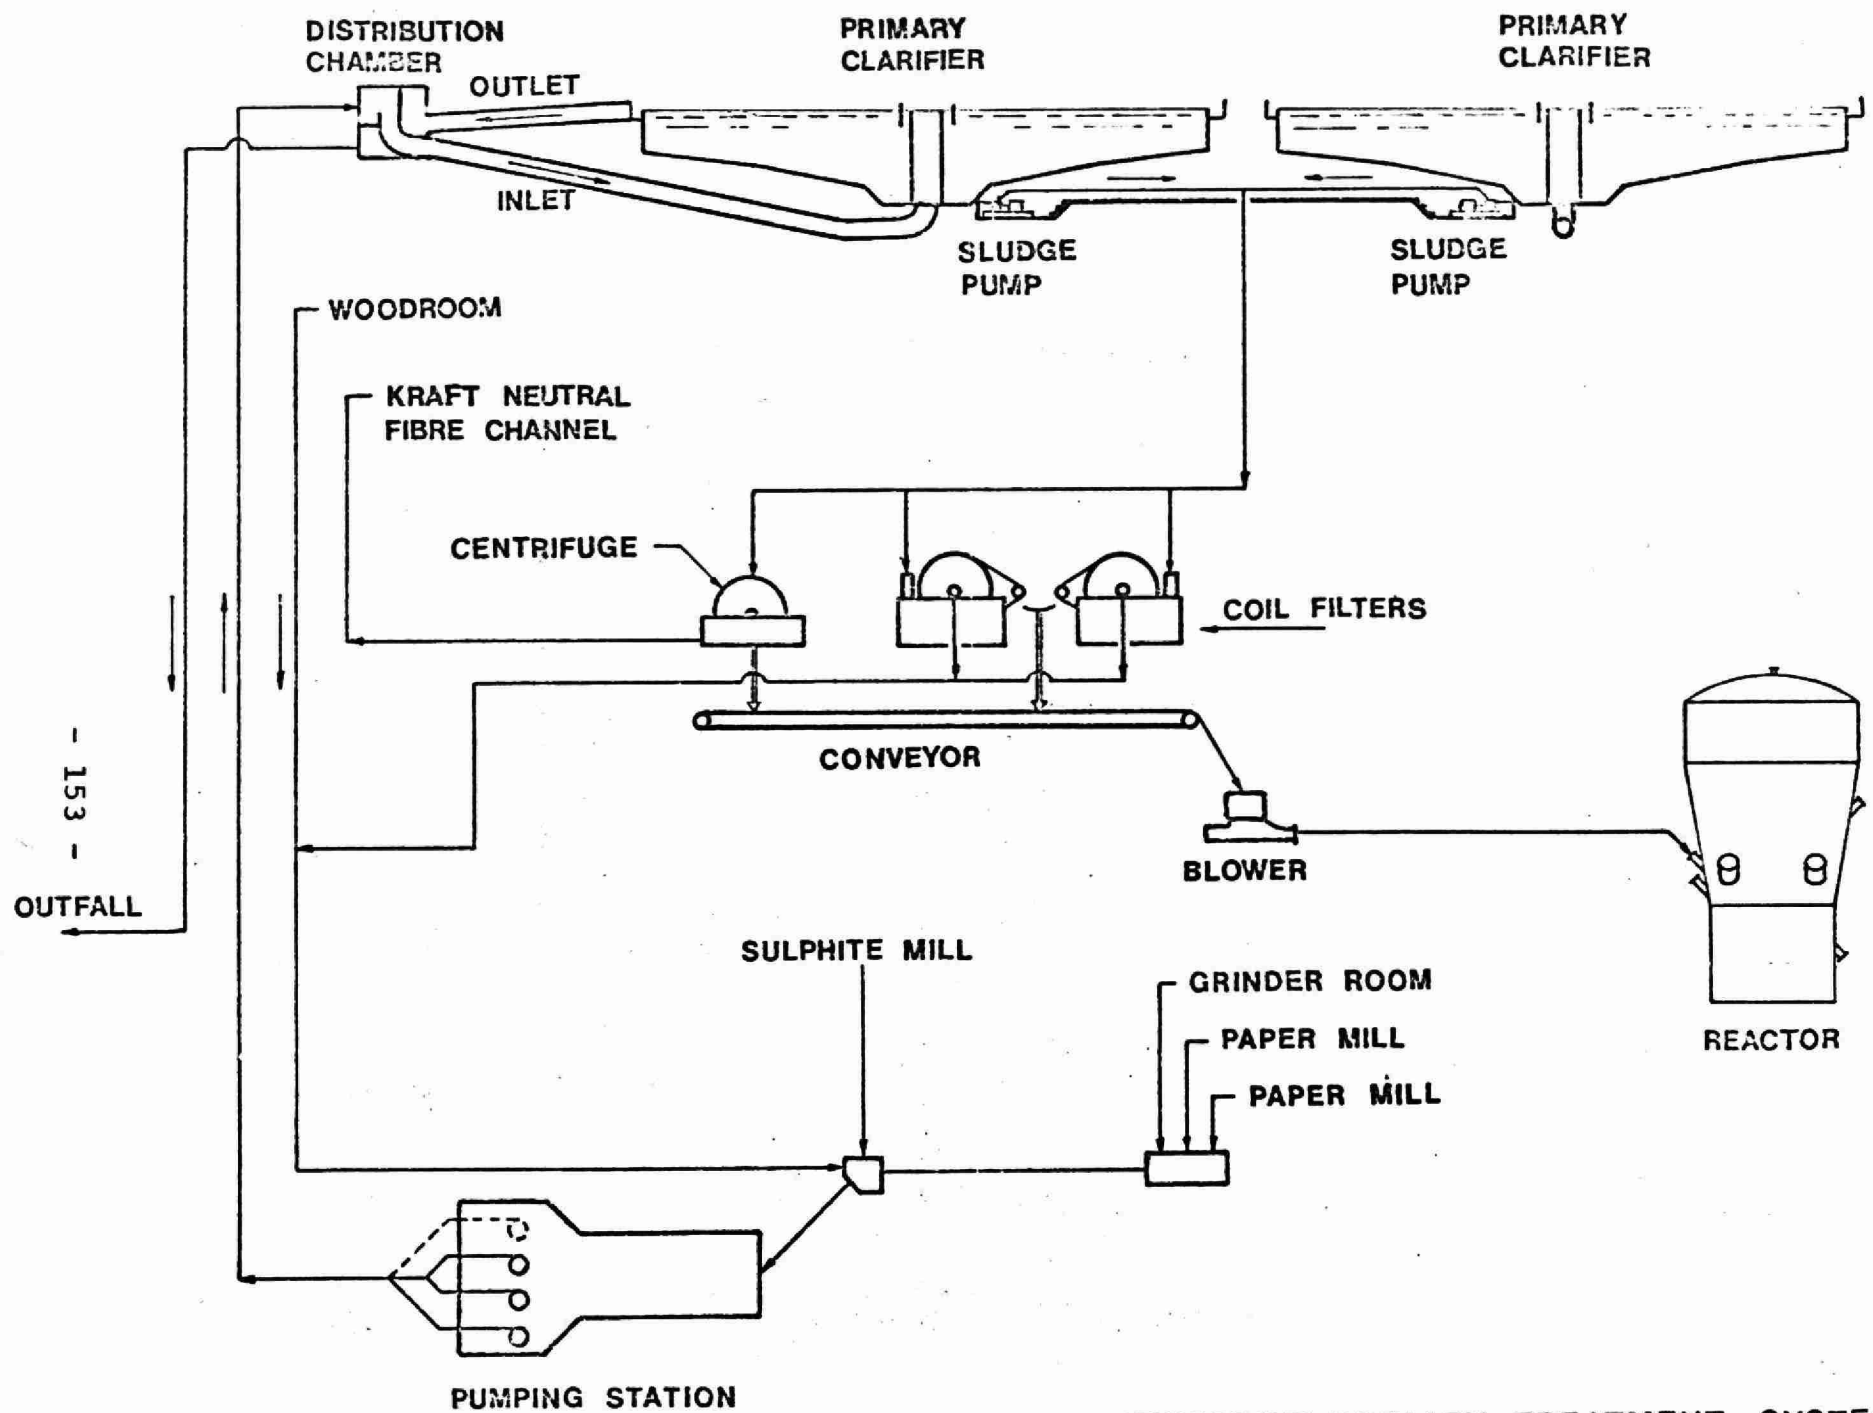 DISTRIBUTION
CHAMBER
PRIMARY
CLARIFIER
PRIMARY
CLARIFIER
OUTLET
INLET
SLUDGE
PUMP
SLUDGE
PUMP
WOODROOM
KRAFT NEUTRAL
FIBRE CHANNEL
CENTRIFUGE
COIL FILTERS
CONVEYOR
- 153 -
BLOWER
OUTFALL
SULPHITE MILL
GRINDER ROOM
PAPER MILL
PAPER MILL
REACTOR
PUMPING STATION